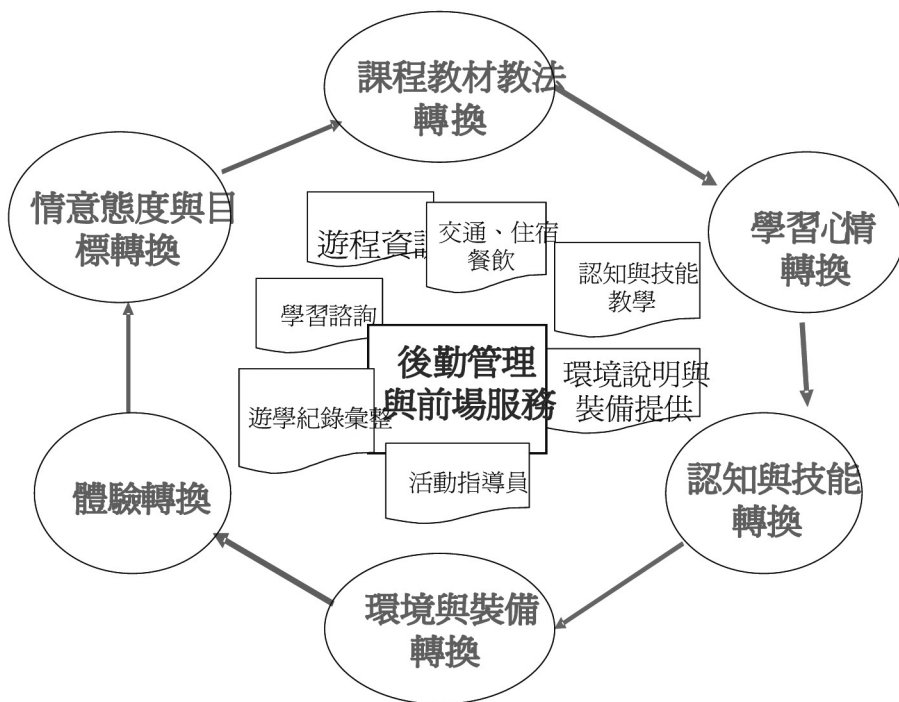 課程教材教法
轉換
情意態度與目
標轉換
學習心情
轉換
遊程資
交通、住宿
餐飲
認知與技能
教學
學習諮詢
後勤管理
與前場服務
環境說明與
裝備提供
遊學紀錄彙整
活動指導員
體驗轉換
認知與技能
轉換
環境與裝備
轉換